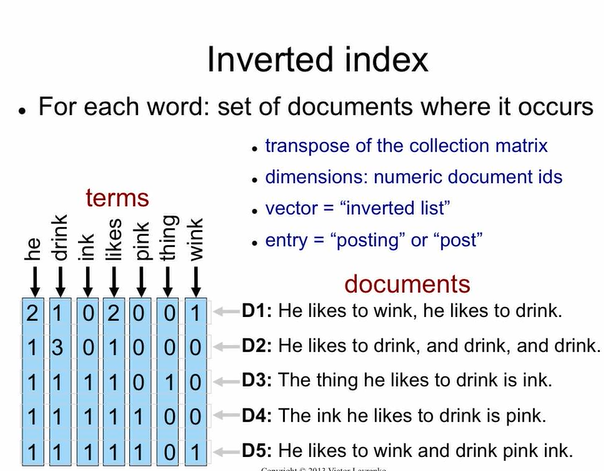 Inverted index
• For each word: set of documents where it occurs
• transpose of the collection matrix
• dimensions: numeric document ids
• vector = “inverted list”
• entry = “posting” or “post”
terms
he drink ink likes pink thing wink
documents
2 1 0 2 0 0 1 D1: He likes to wink, he likes to drink.
1 3 0 1 0 0 0 D2: He likes to drink, and drink, and drink.
1 1 1 1 0 1 0 D3: The thing he likes to drink is ink.
1 1 1 1 1 0 0 D4: The ink he likes to drink is pink.
1 1 1 1 1 0 1 D5: He likes to wink and drink pink ink.
Copyright © 2013 Victor Lavrenko